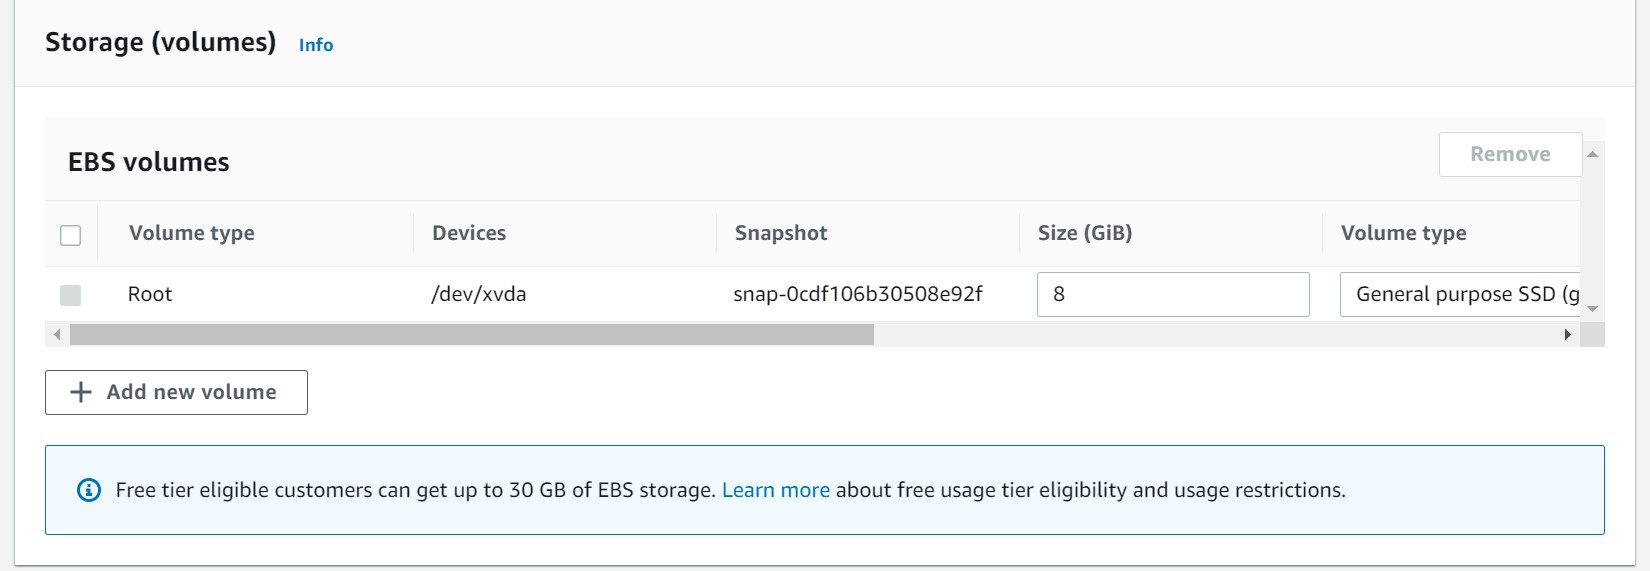 Storage (volumes) Info
EBS volumes Remove
Volume type Devices Snapshot Size (GiB) Volume type
Root /dev/xvda snap-0cdf106b30508e92f 8 General purpose SSD (g
Add new volume
Free tier eligible customers can get up to 30 GB of EBS storage. Learn more about free usage tier eligibility and usage restrictions.